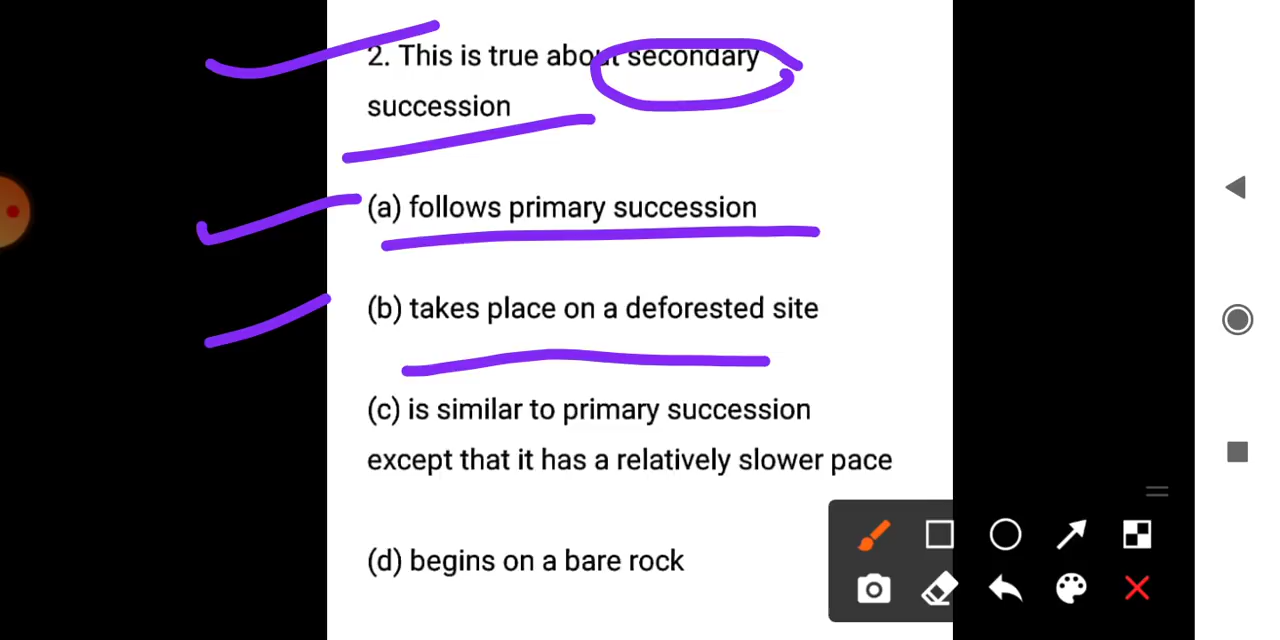 2. This is true about secondary
succession
(a) follows primary succession
(b) takes place on a deforested site
(c) is similar to primary succession
except that it has a relatively slower pace
(d) begins on a bare rock